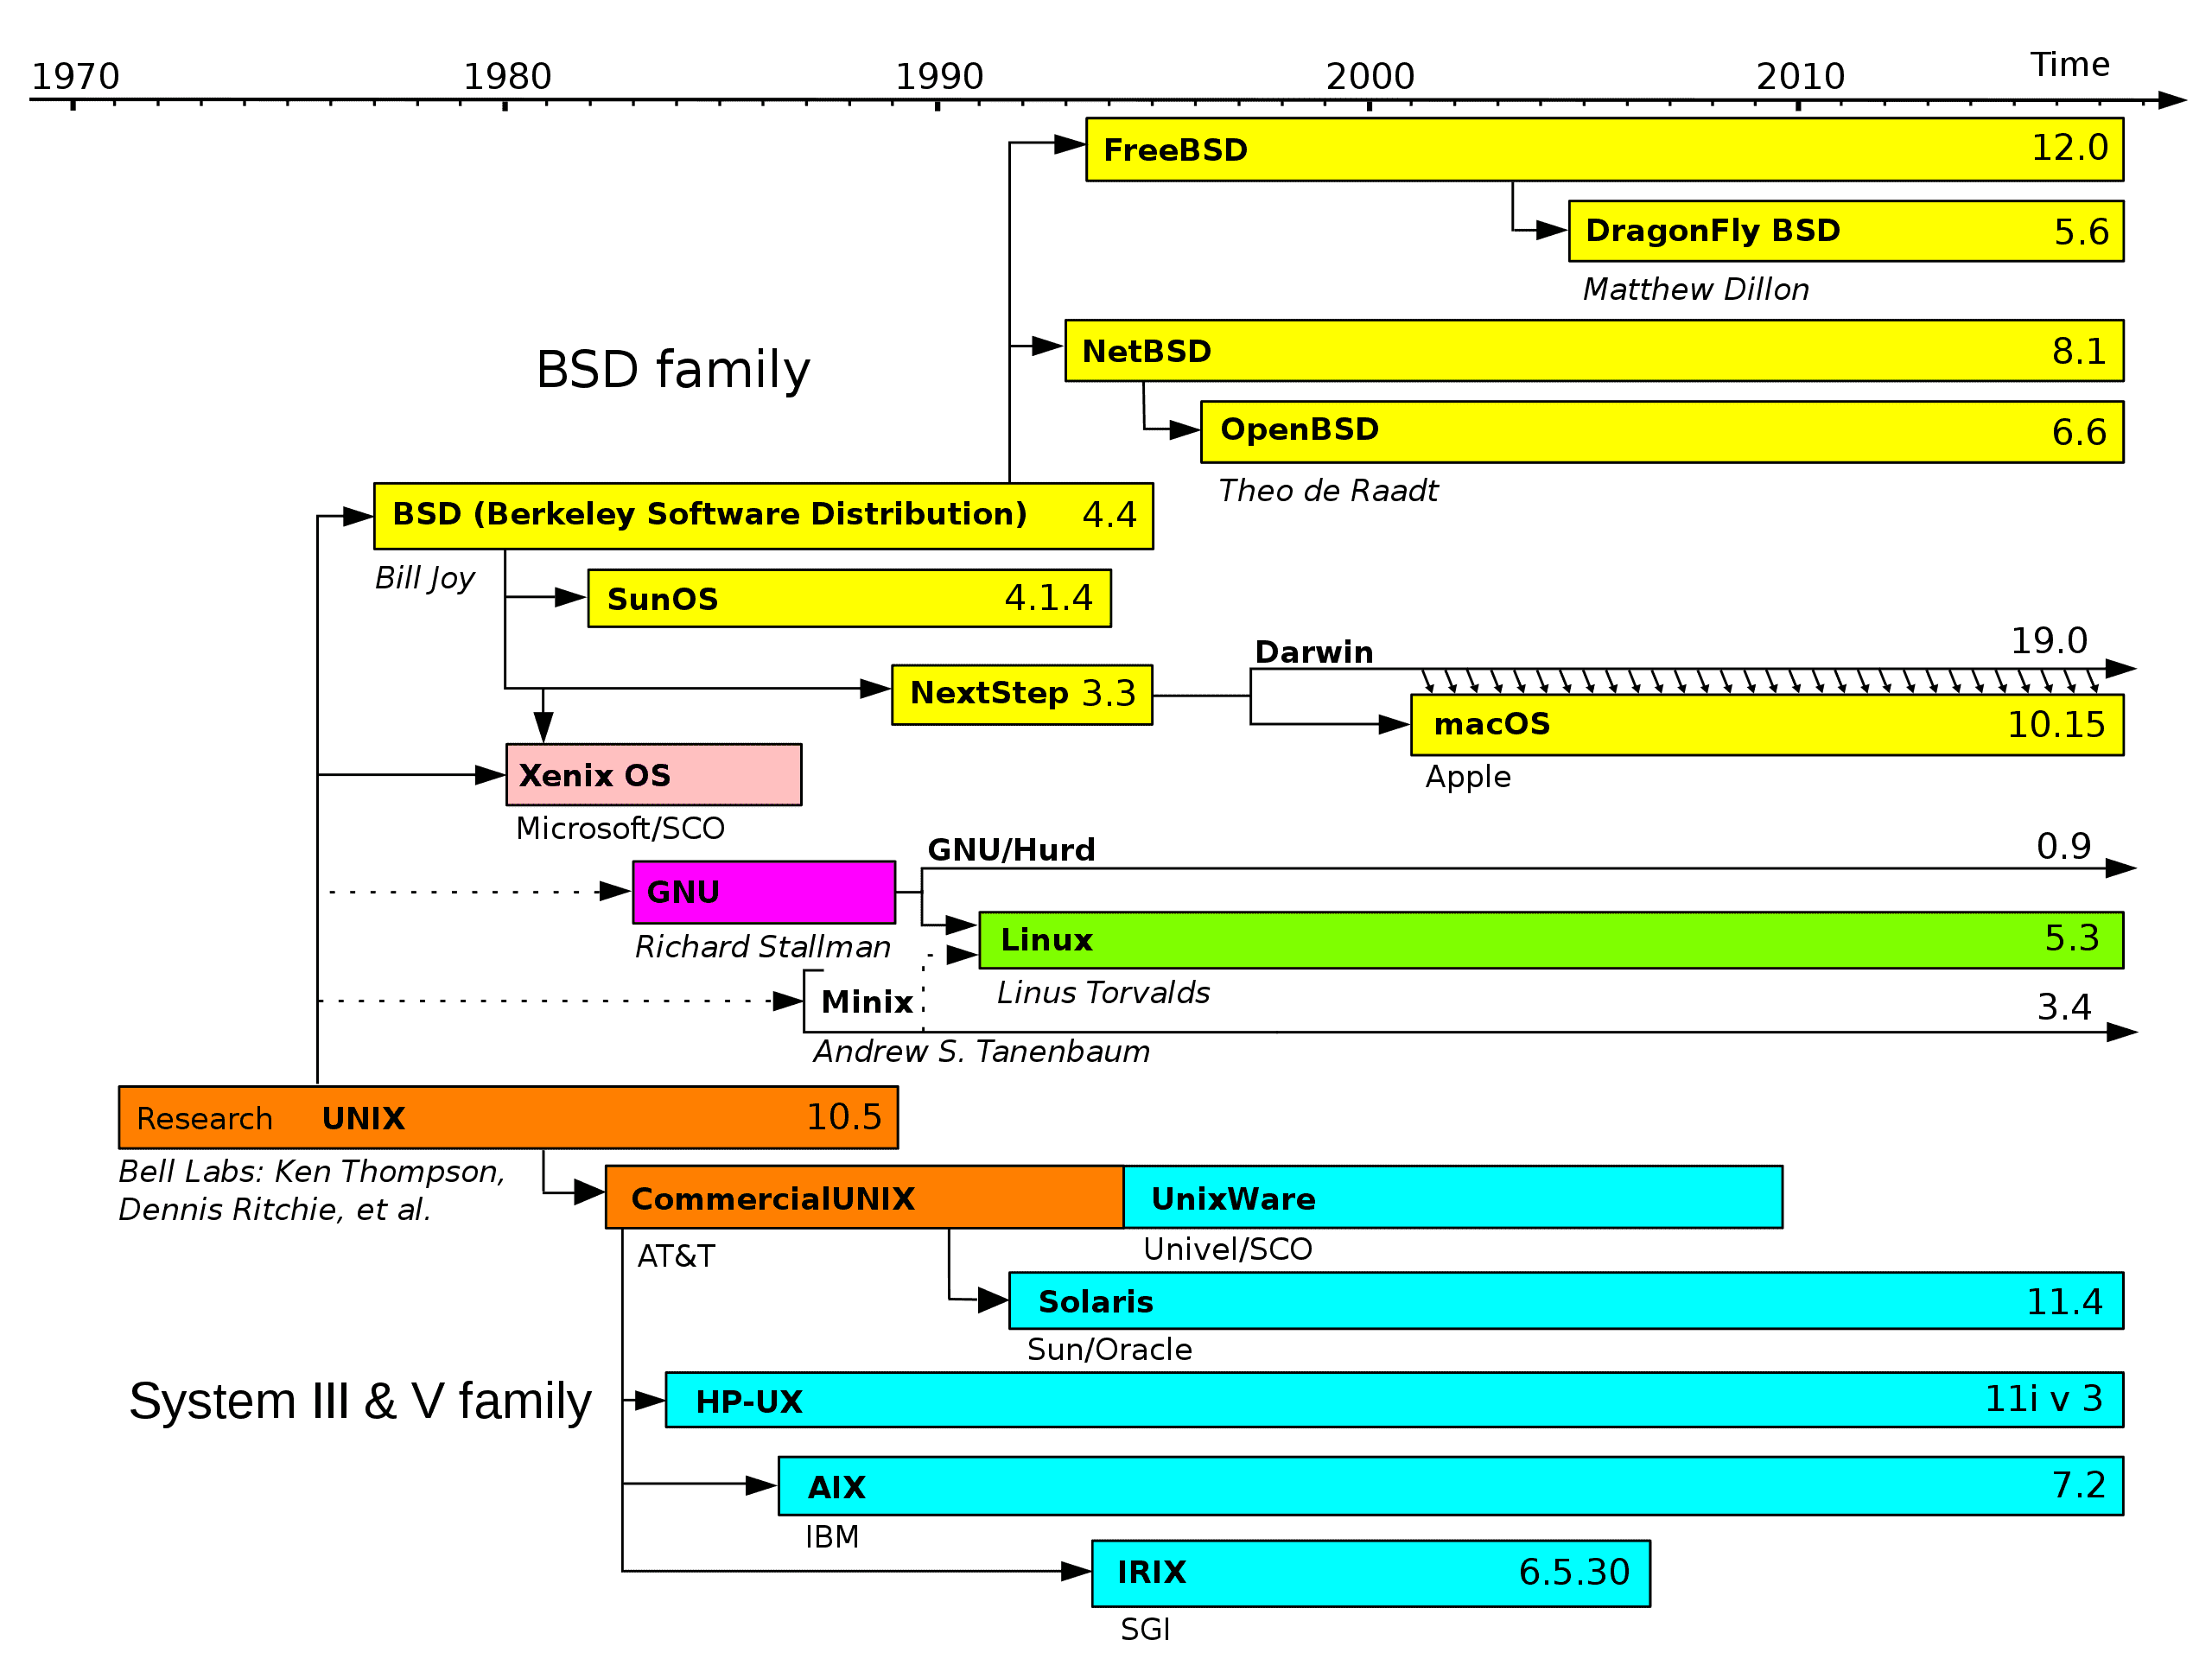 1970 1980 1990 2000 2010 Time
FreeBSD 12.0
DragonFly BSD 5.6
Matthew Dillon
NetBSD 8.1
BSD family
OpenBSD 6.6
Theo de Raadt
BSD (Berkeley Software Distribution) 4.4
Bill Joy
SunOS 4.1.4
Darwin 19.0
NextStep 3.3
macOS 10.15
Apple
Xenix OS
Microsoft/SCO
GNU/Hurd 0.9
GNU
Richard Stallman
Linux 5.3
Linus Torvalds
Minix 3.4
Andrew S. Tanenbaum
Research UNIX 10.5
Bell Labs: Ken Thompson,
Dennis Ritchie, et al.
CommercialUNIX UnixWare
AT&T Univel/SCO
Solaris 11.4
Sun/Oracle
System III & V family
HP-UX 11i v 3
AIX 7.2
IBM
IRIX 6.5.30
SGI